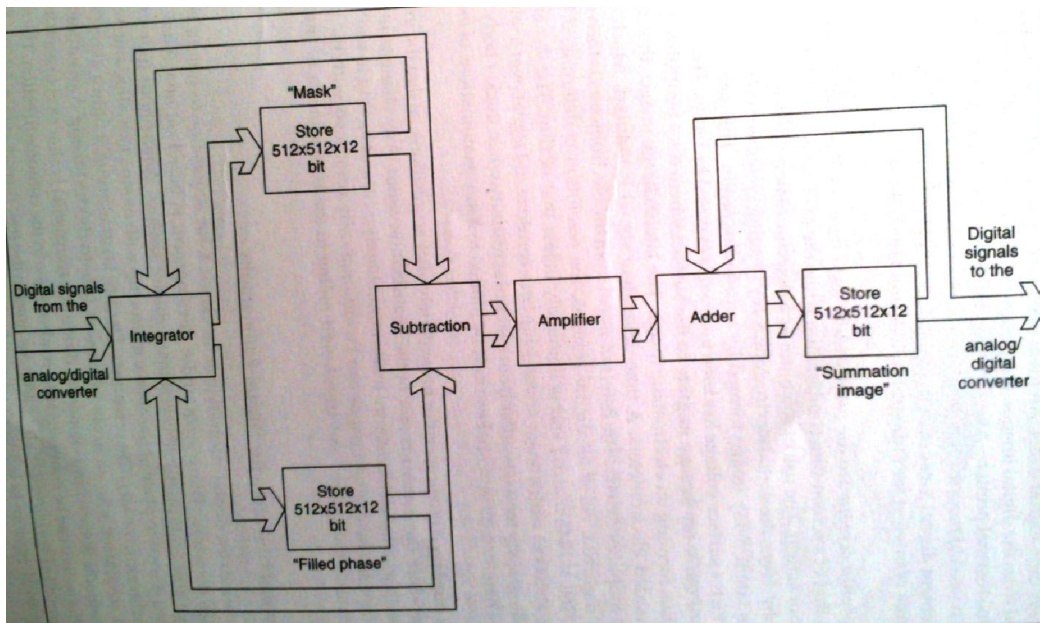 "Mask"
Store
512x512x12
bit
Digital signals
from the
analog/digital
converter
Integrator
Store
512x512x12
bit
"Filled phase"
Subtraction
Amplifier
Adder
Store
512x512x12
bit
"Summation
image"
Digital
signals
to the
analog/
digital
converter